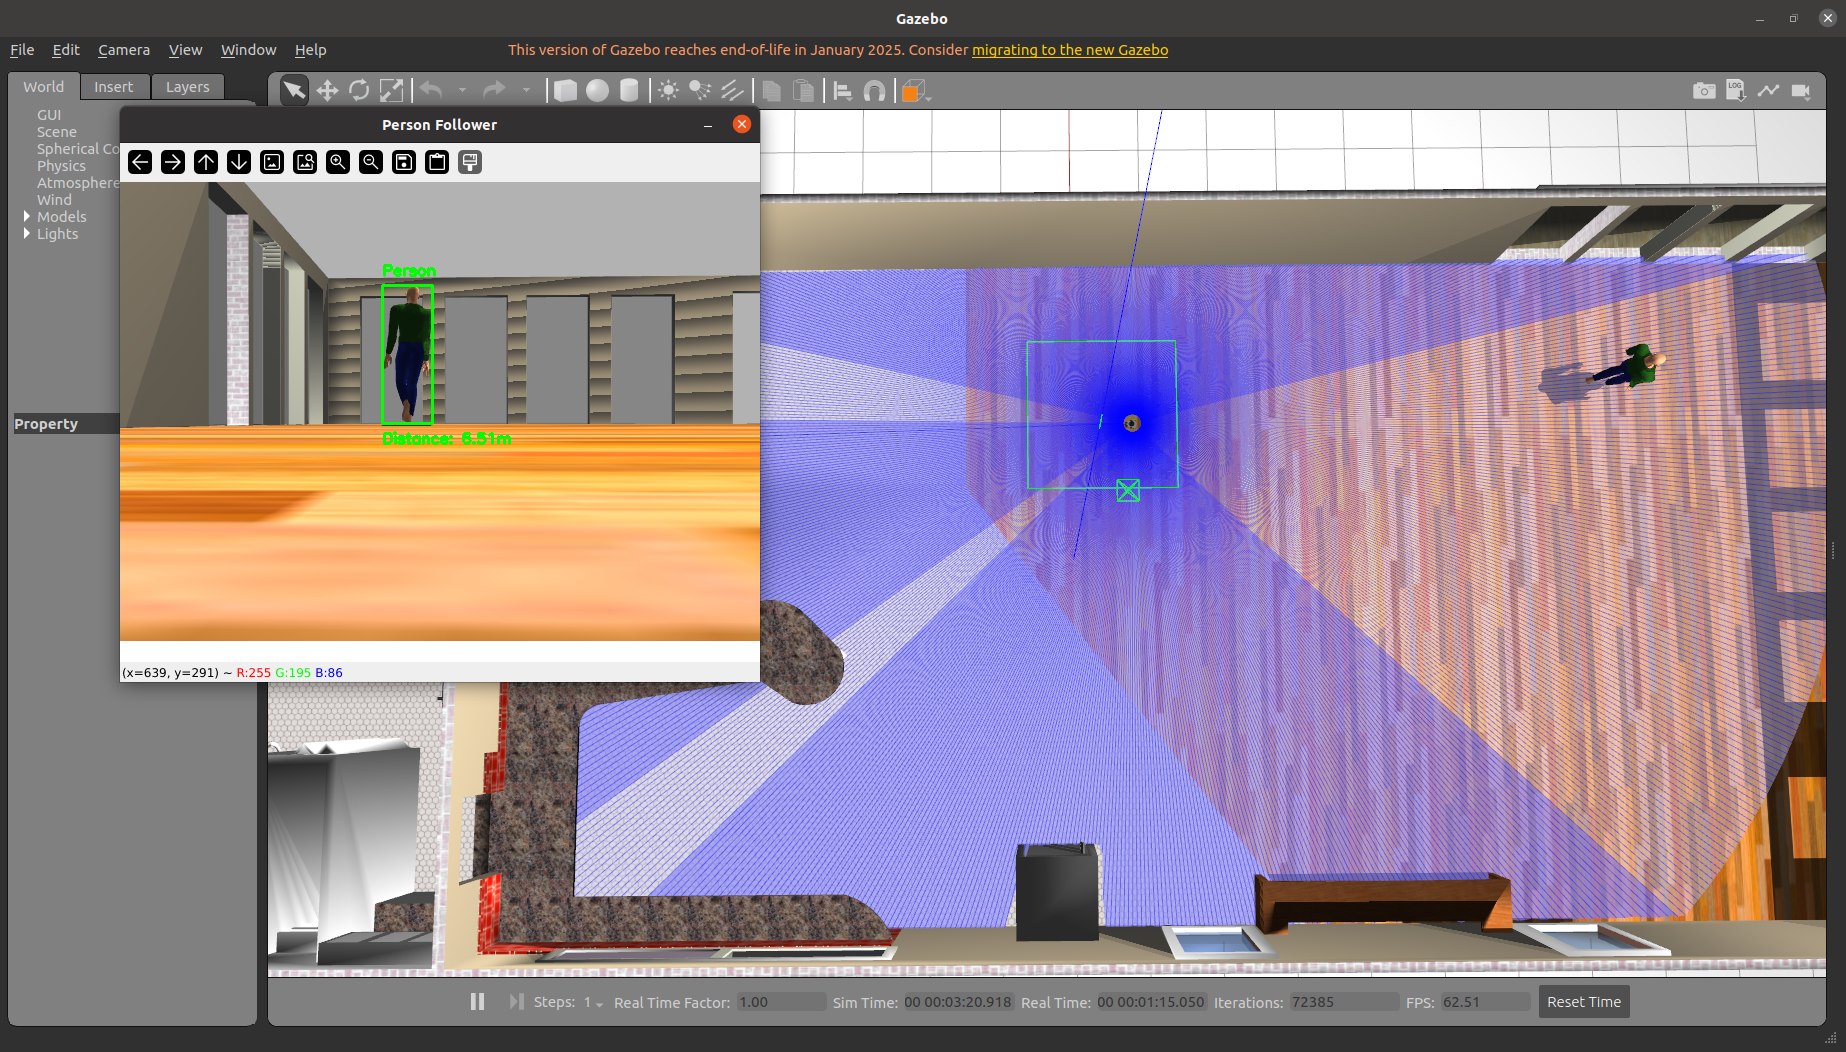 Gazebo
File Edit Camera View Window Help
This version of Gazebo reaches end-of-life in January 2025. Consider migrating to the new Gazebo
World Insert Layers
LOG
GUI
Scene
Spherical Co
Physics
Atmosphere
Wind
Models
Lights
Property
Person Follower
Person
Distance: 6.51m
(x=639, y=291) ~ R:255 G:195 B:86
Steps: 1 Real Time Factor: 1.00 Sim Time: 00 00:03:20.918 Real Time: 00 00:01:15.050 Iterations: 72385 FPS: 62.51 Reset Time